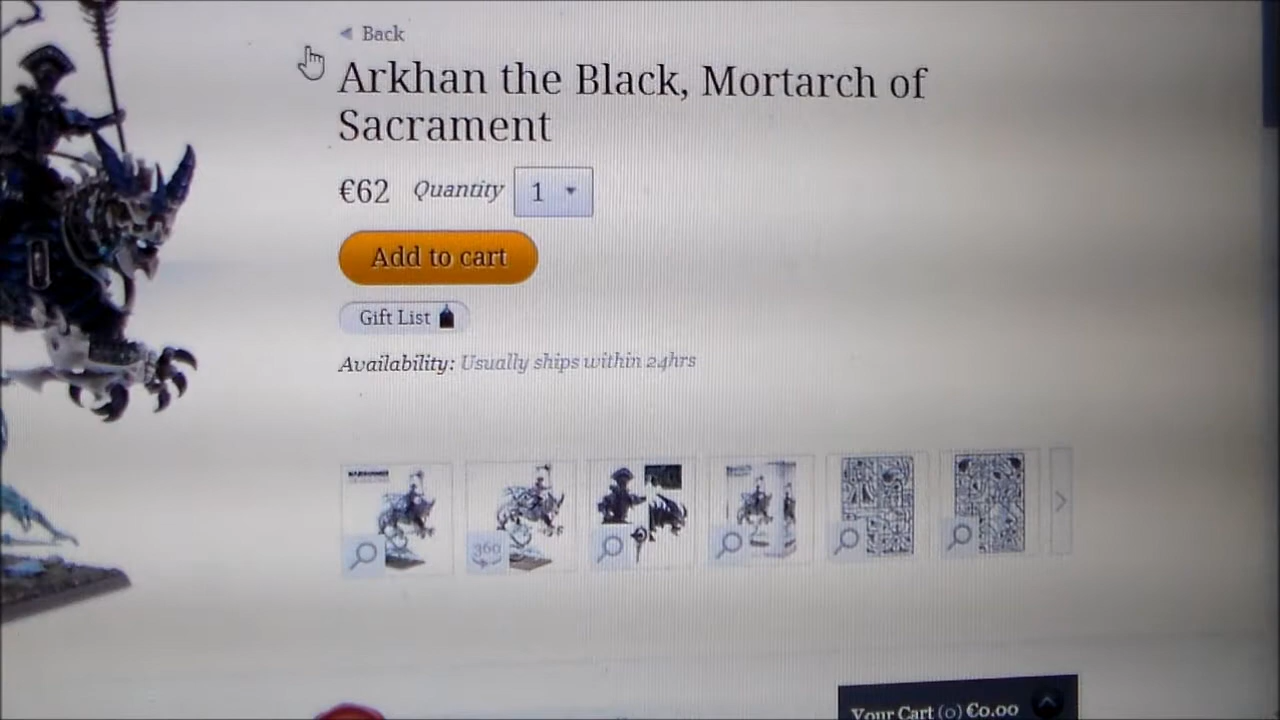 Back
Arkhan the Black, Mortarch of
Sacrament
€62 Quantity 1
Add to cart
Gift List
Availability: Usually ships within 24hrs
360
Your Cart (0) €0.00